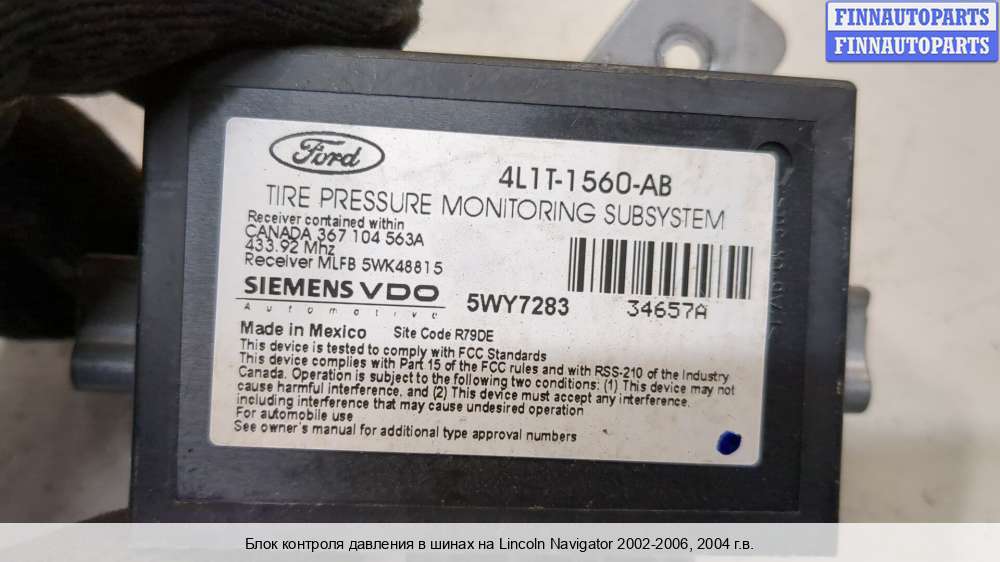 FINNAUTOPARTS
FINNAUTOPARTS
Ford
4L1T-1560-AB
TIRE PRESSURE MONITORING SUBSYSTEM
Receiver contained within
CANADA 367 104 563A
433.92 Mhz
Receiver MLFB 5WK48815
SIEMENS VDO
Automotive
5WY7283
34657A
Made in Mexico Site Code R79DE
This device is tested to comply with FCC Standards
This device complies with Part 15 of the FCC rules and with RSS-210 of the Industry
Canada. Operation is subject to the following two conditions: (1) This device may not
cause harmful interference, and (2) This device must accept any interference,
including interference that may cause undesired operation
For automobile use
See owner's manual for additional type approval numbers
Блок контроля давления в шинах на Lincoln Navigator 2002-2006, 2004 г.в.